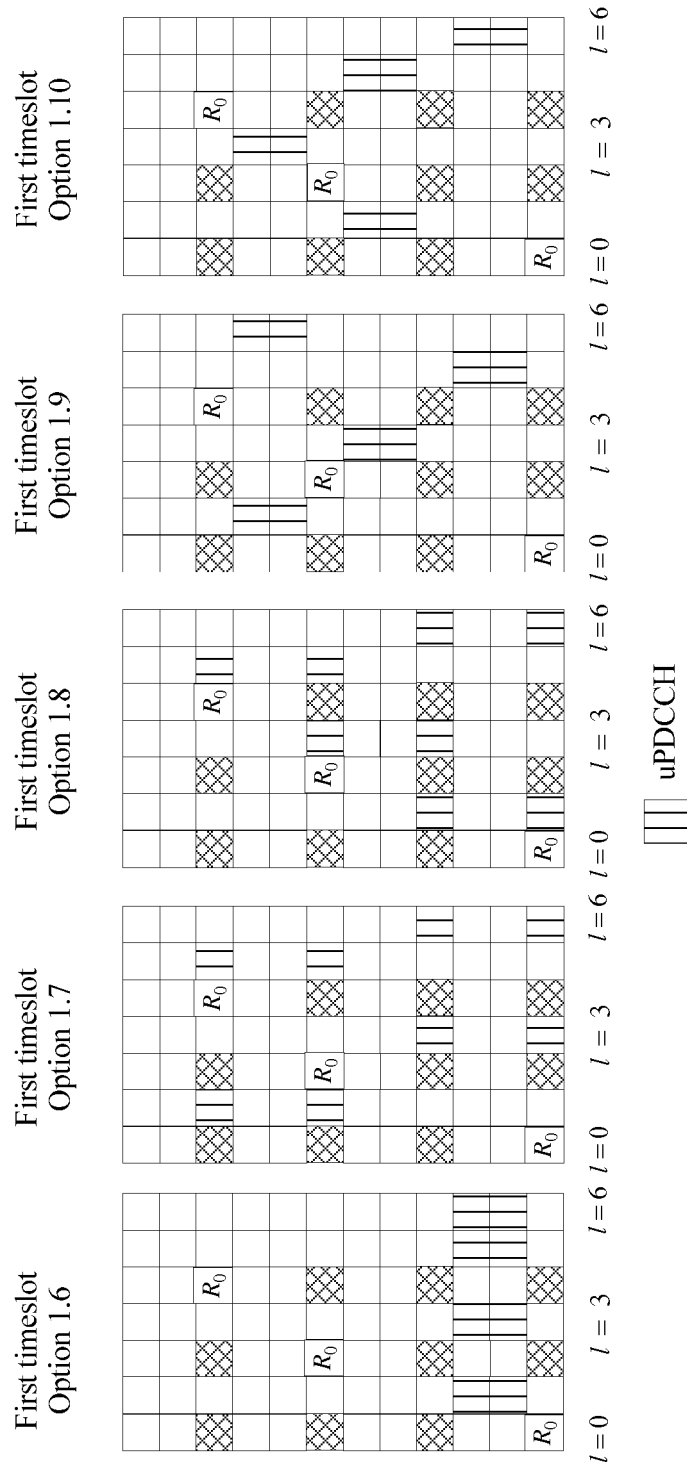 First timeslot
Option 1.6
R₀
R₀
R₀
l=0
l = 3
l=6
First timeslot
Option 1.7
R₀
R₀
R₀
l=0
l = 3
l=6
First timeslot
Option 1.8
R₀
R₀
R₀
l=0
l = 3
l=6
First timeslot
Option 1.9
R₀
R₀
R₀
l=0
l = 3
l=6
First timeslot
Option 1.10
R₀
R₀
R₀
l=0
l = 3
l=6
uPDCCH